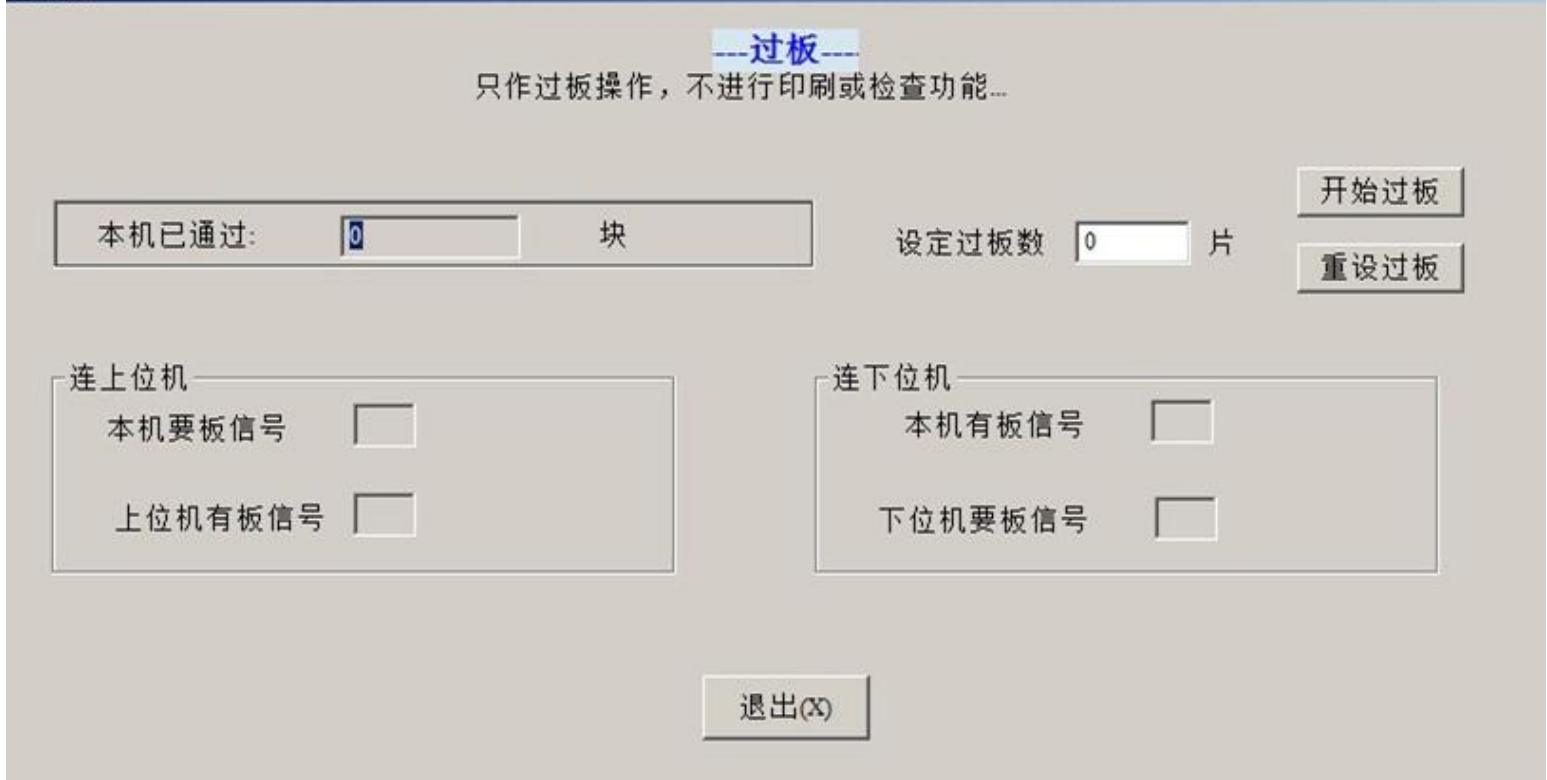 ---过板----
只作过板操作，不进行印刷或检查功能...
开始过板
本机已通过: 0 块
设定过板数 0 片
重设过板
连上位机
本机要板信号
上位机有板信号
连下位机
本机有板信号
下位机要板信号
退出(X)